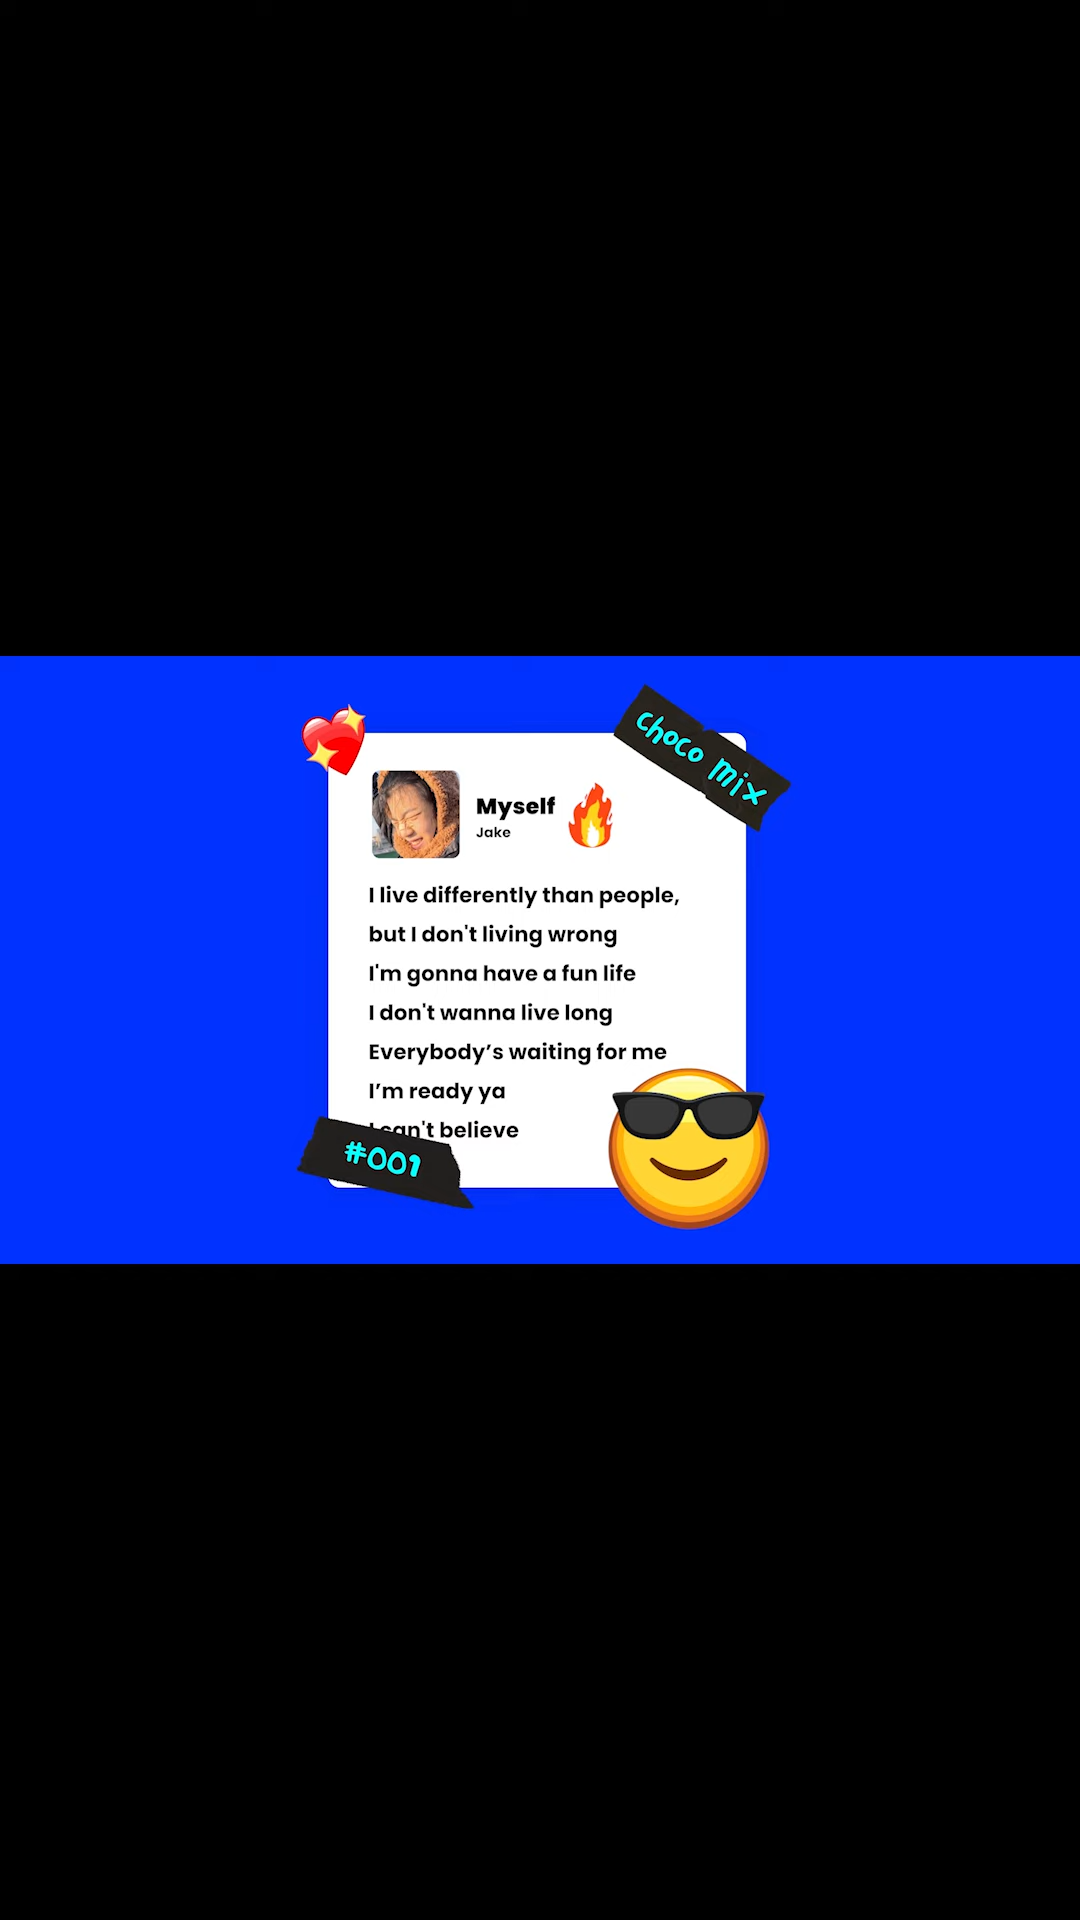 choco mix
Myself
Jake
I live differently than people,
but I don't living wrong
I'm gonna have a fun life
I don't wanna live long
Everybody’s waiting for me
I’m ready ya
I can't believe
#001